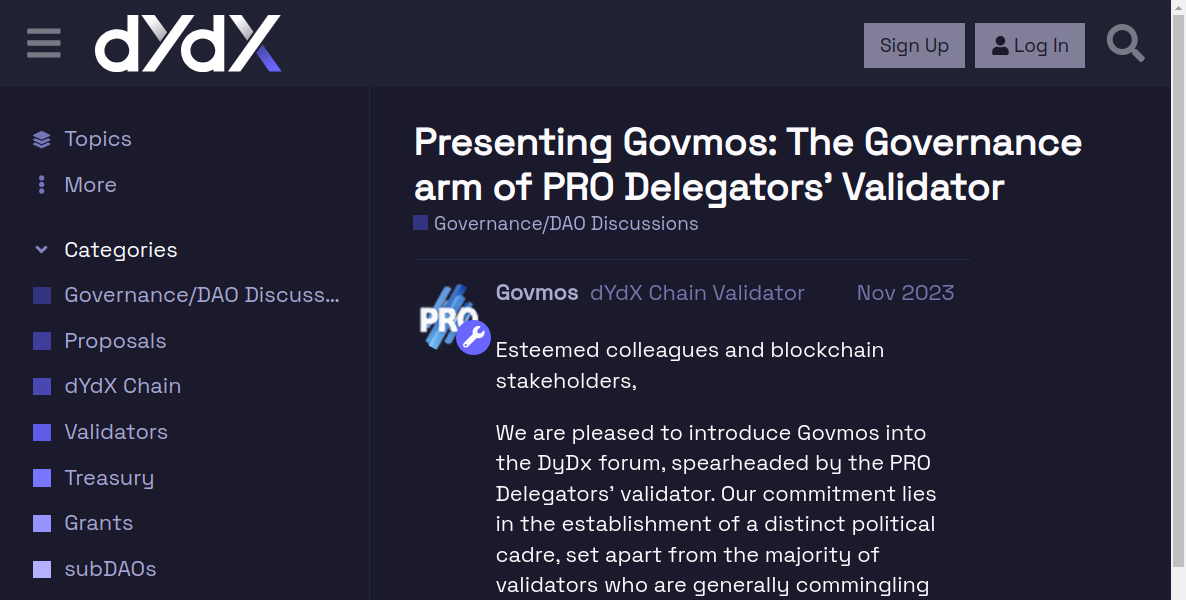 dYdX
Sign Up
Log In
Topics
More
Categories
Governance/DAO Discuss...
Proposals
dYdX Chain
Validators
Treasury
Grants
subDAOs
Presenting Govmos: The Governance
arm of PRO Delegators’ Validator
Governance/DAO Discussions
PRO
Govmos dYdX Chain Validator Nov 2023
Esteemed colleagues and blockchain
stakeholders,
We are pleased to introduce Govmos into
the DyDx forum, spearheaded by the PRO
Delegators’ validator. Our commitment lies
in the establishment of a distinct political
cadre, set apart from the majority of
validators who are generally commingling